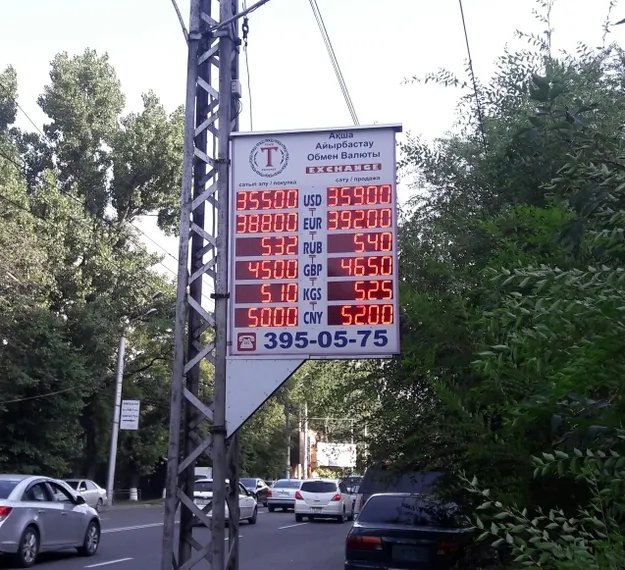 Ақша
Айырбастау
Обмен Валюты
EXCHANGE
T
сатып алу / покупка
сату / продажа
355.00 USD 359.00
388.00 EUR 392.00
5.32 RUB 5.40
450.0 GBP 465.0
5.10 KGS 5.25
50.00 CNY 52.00
395-05-75